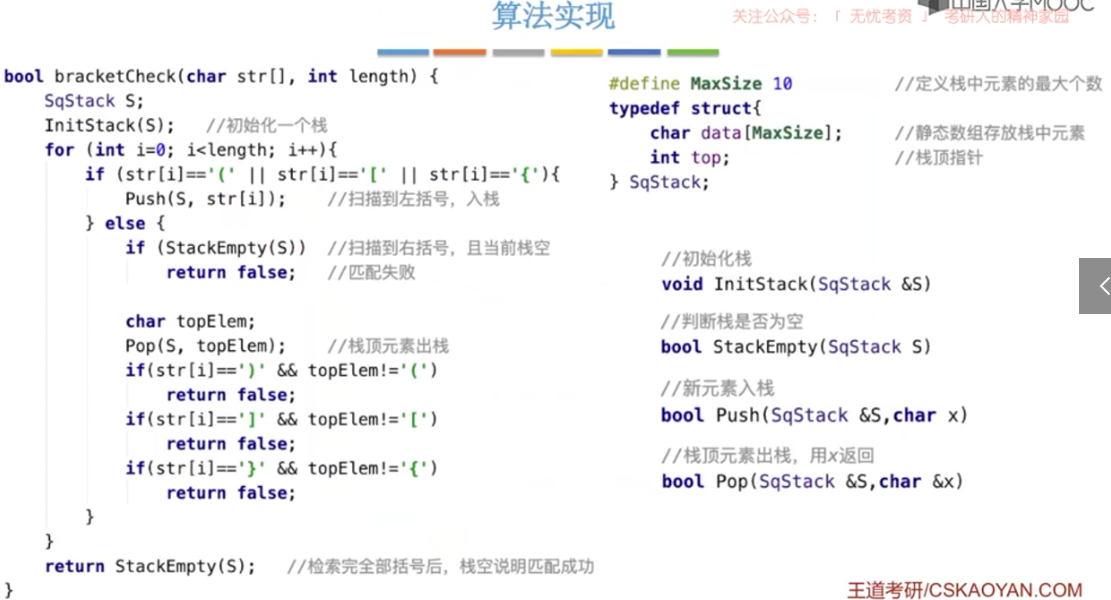 算法实现
关注公众号：「 无忧考资 」 考研人的精神家园
中国大学MOOC
bool bracketCheck(char str[], int length) {
    SqStack S;
    InitStack(S);   //初始化一个栈
    for (int i=0; i<length; i++){
        if (str[i]=='(' || str[i]=='[' || str[i]=='{'){
            Push(S, str[i]);    //扫描到左括号，入栈
        } else {
            if (StackEmpty(S))  //扫描到右括号，且当前栈空
                return false;   //匹配失败
            char topElem;
            Pop(S, topElem);    //栈顶元素出栈
            if(str[i]==')' && topElem!='(')
                return false;
            if(str[i]==']' && topElem!='[')
                return false;
            if(str[i]=='}' && topElem!='{')
                return false;
        }
    }
    return StackEmpty(S);   //检索完全部括号后，栈空说明匹配成功
}
#define MaxSize 10          //定义栈中元素的最大个数
typedef struct{
    char data[MaxSize];     //静态数组存放栈中元素
    int top;                //栈顶指针
} SqStack;
//初始化栈
void InitStack(SqStack &S)
//判断栈是否为空
bool StackEmpty(SqStack S)
//新元素入栈
bool Push(SqStack &S,char x)
//栈顶元素出栈，用x返回
bool Pop(SqStack &S,char &x)
王道考研/CSKAOYAN.COM